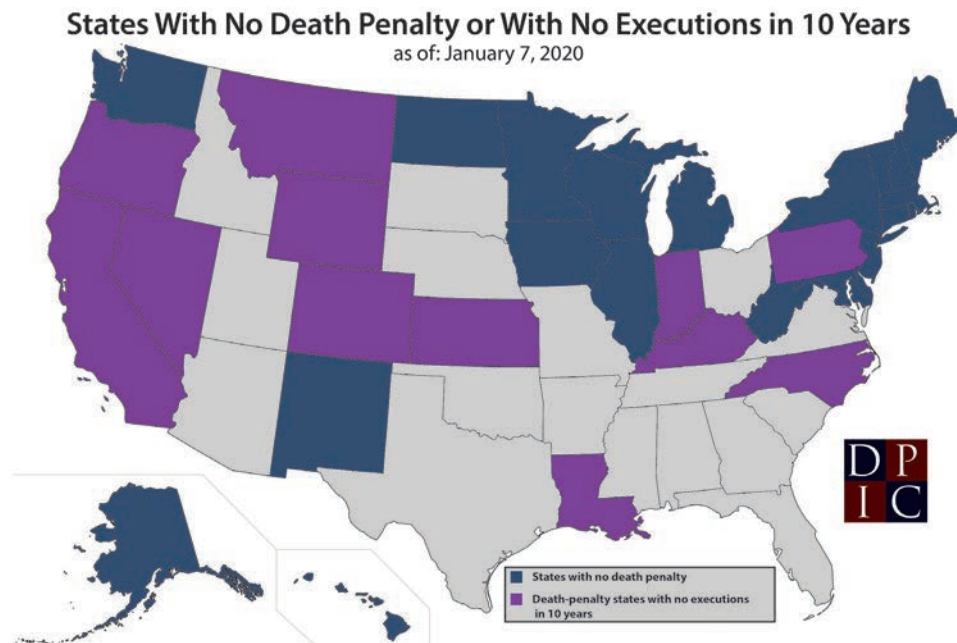 States With No Death Penalty or With No Executions in 10 Years
as of: January 7, 2020
D P
I C
States with no death penalty
Death-penalty states with no executions
in 10 years